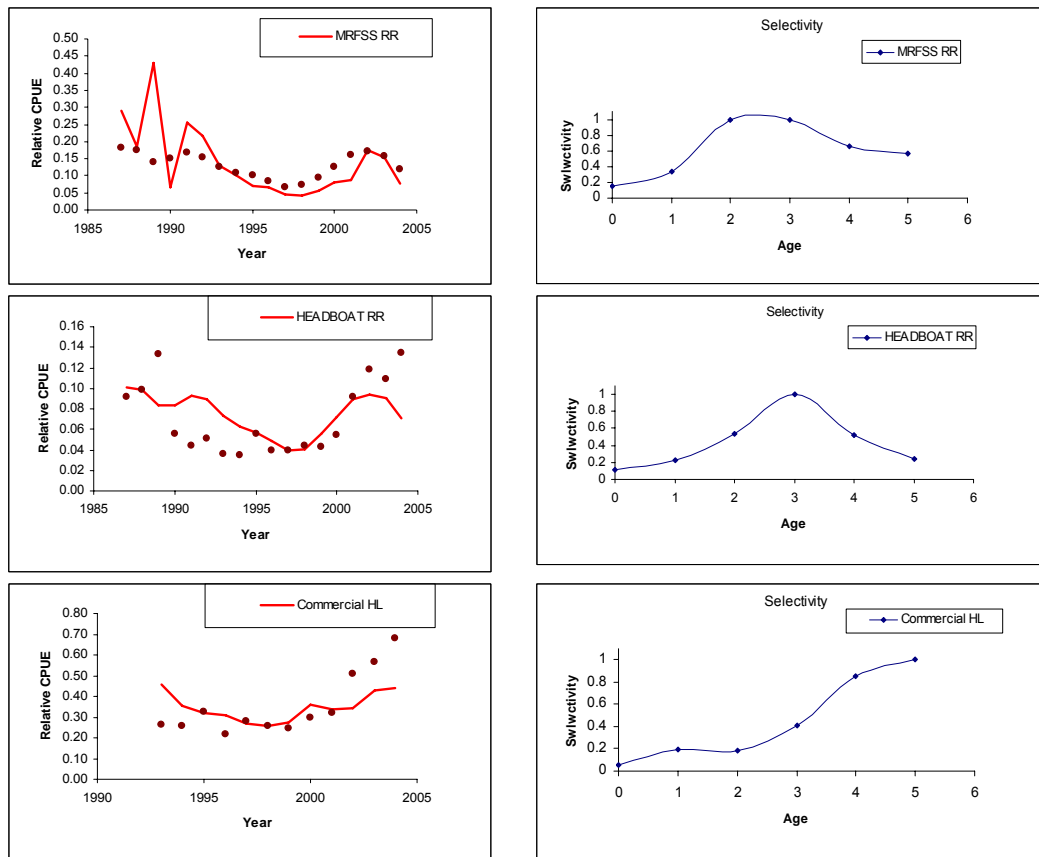 MRFSS RR
Relative CPUE
0.50
0.45
0.40
0.35
0.30
0.25
0.20
0.15
0.10
0.05
0.00
1985 1990 1995 2000 2005
Year
Selectivity
MRFSS RR
Swlwctivity
1
0.8
0.6
0.4
0.2
0
0 1 2 3 4 5 6
Age
HEADBOAT RR
Relative CPUE
0.16
0.14
0.12
0.10
0.08
0.06
0.04
0.02
0.00
1985 1990 1995 2000 2005
Year
Selectivity
HEADBOAT RR
Swlwctivity
1
0.8
0.6
0.4
0.2
0
0 1 2 3 4 5 6
Age
Commercial HL
Relative CPUE
0.80
0.70
0.60
0.50
0.40
0.30
0.20
0.10
0.00
1990 1995 2000 2005
Year
Selectivity
Commercial HL
Swlwctivity
1
0.8
0.6
0.4
0.2
0
0 1 2 3 4 5 6
Age